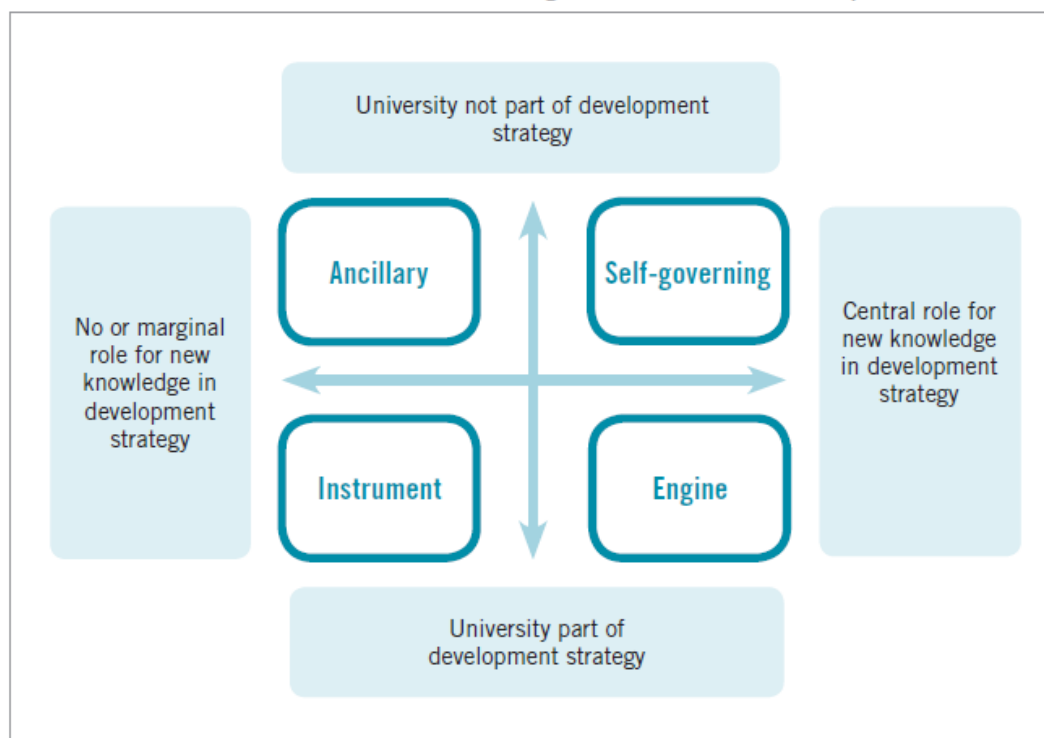 University not part of development
strategy
Ancillary
Self-governing
No or marginal
role for new
knowledge in
development
strategy
Central role for
new knowledge
in development
strategy
Instrument
Engine
University part of
development strategy